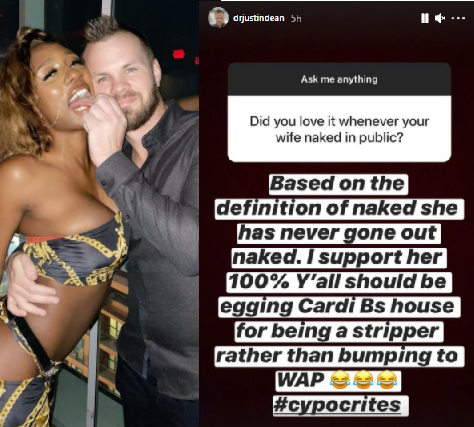 drjustindean 5h
Ask me anything
Did you love it whenever your
wife naked in public?
Based on the
definition of naked she
has never gone out
naked. I support her
100% Y'all should be
egging Cardi Bs house
for being a stripper
rather than bumping to
WAP 😂😂😂
#cypocrites